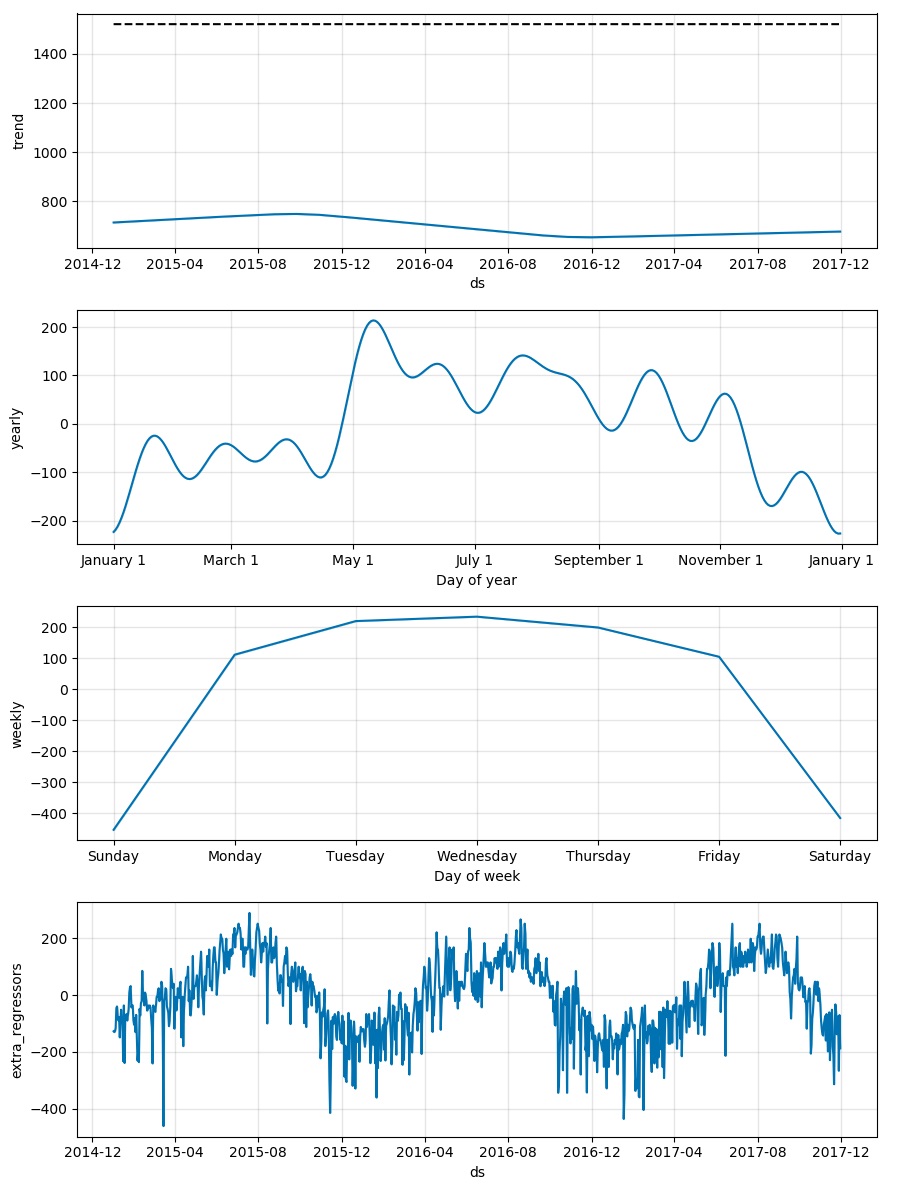 1400
1200
1000
800
trend
2014-12 2015-04 2015-08 2015-12 2016-04 2016-08 2016-12 2017-04 2017-08 2017-12
ds
200
100
0
−100
−200
yearly
January 1 March 1 May 1 July 1 September 1 November 1 January 1
Day of year
200
100
0
−100
−200
−300
−400
weekly
Sunday Monday Tuesday Wednesday Thursday Friday Saturday
Day of week
200
0
−200
−400
extra_regressors
2014-12 2015-04 2015-08 2015-12 2016-04 2016-08 2016-12 2017-04 2017-08 2017-12
ds